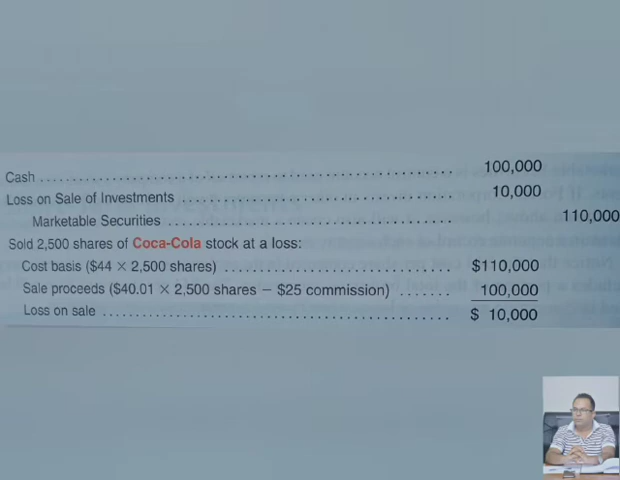 Cash ........................................................ 100,000
Loss on Sale of Investments ........................................ 10,000
Marketable Securities ........................................ 110,000
Sold 2,500 shares of Coca-Cola stock at a loss:
Cost basis ($44 × 2,500 shares) ................................ $110,000
Sale proceeds ($40.01 × 2,500 shares − $25 commission) ....... 100,000
Loss on sale .................................................. $ 10,000